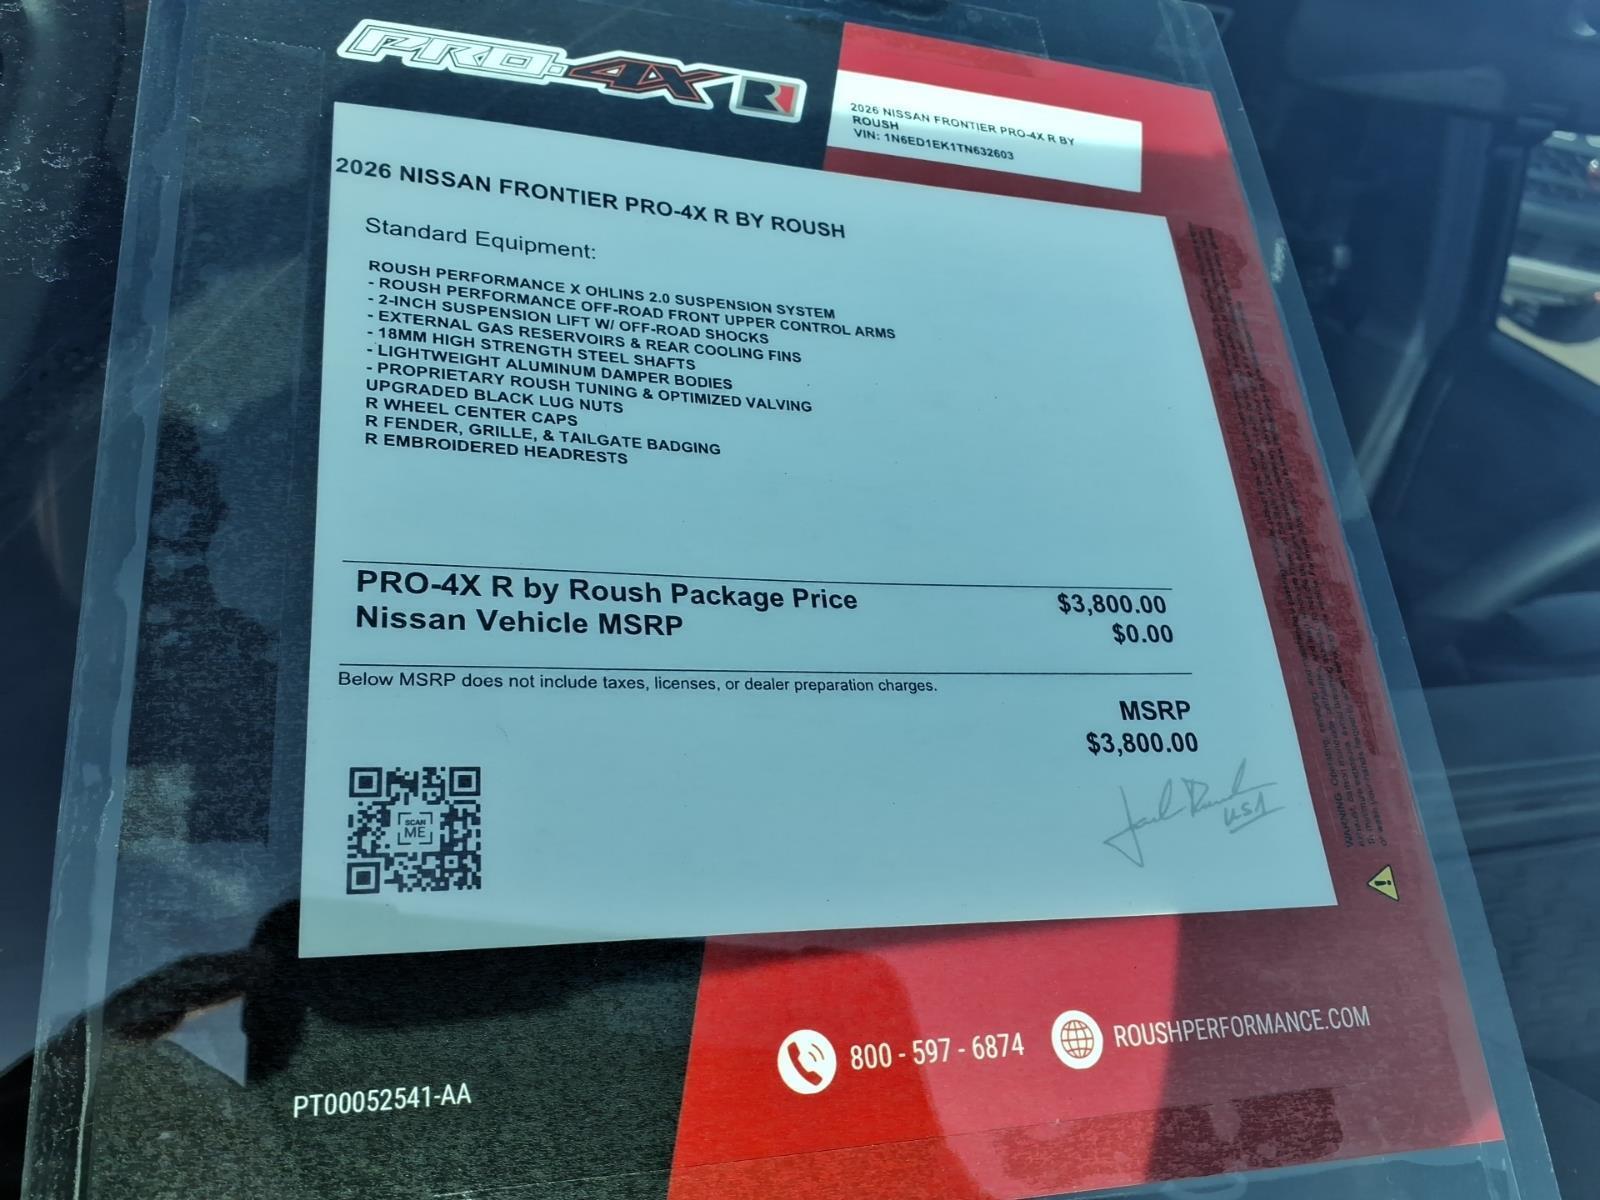 PRO-4X R
2026 NISSAN FRONTIER PRO-4X R BY
ROUSH
VIN: 1N6ED1EK1TN632603
2026 NISSAN FRONTIER PRO-4X R BY ROUSH
Standard Equipment:
ROUSH PERFORMANCE X OHLINS 2.0 SUSPENSION SYSTEM
- ROUSH PERFORMANCE OFF-ROAD FRONT UPPER CONTROL ARMS
- 2-INCH SUSPENSION LIFT W/ OFF-ROAD SHOCKS
- EXTERNAL GAS RESERVOIRS & REAR COOLING FINS
- 18MM HIGH STRENGTH STEEL SHAFTS
- LIGHTWEIGHT ALUMINUM DAMPER BODIES
- PROPRIETARY ROUSH TUNING & OPTIMIZED VALVING
UPGRADED BLACK LUG NUTS
R WHEEL CENTER CAPS
R FENDER, GRILLE, & TAILGATE BADGING
R EMBROIDERED HEADRESTS
PRO-4X R by Roush Package Price $3,800.00
Nissan Vehicle MSRP $0.00
Below MSRP does not include taxes, licenses, or dealer preparation charges.
MSRP
$3,800.00
SCAN
ME
USA
800 - 597 - 6874 ROUSHPERFORMANCE.COM
PT00052541-AA